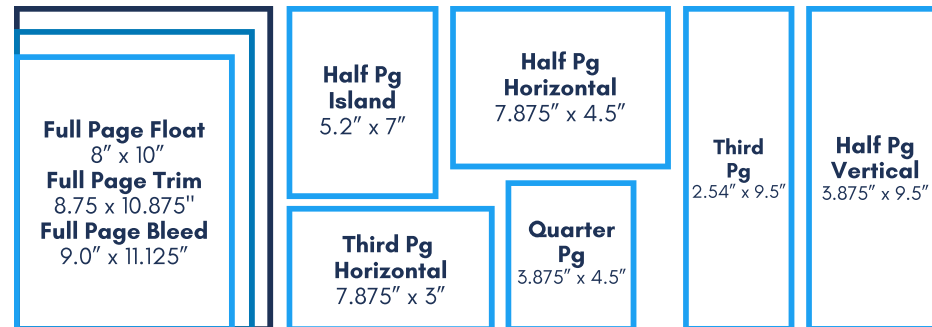 Full Page Float
8” x 10”
Full Page Trim
8.75 x 10.875"
Full Page Bleed
9.0” x 11.125”
Half Pg
Island
5.2” x 7”
Third Pg
Horizontal
7.875” x 3”
Half Pg
Horizontal
7.875” x 4.5”
Quarter
Pg
3.875” x 4.5”
Third
Pg
2.54” x 9.5”
Half Pg
Vertical
3.875” x 9.5”